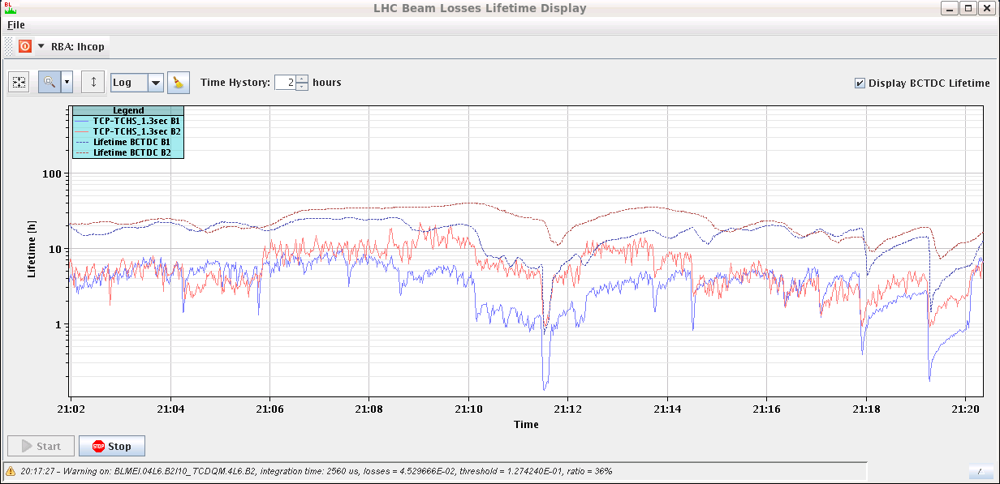 BL
LHC Beam Losses Lifetime Display
File
RBA: lhcop
Log
Time Hystory: 2 hours
Display BCTDC Lifetime
Legend
TCP-TCHS_1.3sec B1
TCP-TCHS_1.3sec B2
Lifetime BCTDC B1
Lifetime BCTDC B2
100
10
1
Lifetime [h]
21:02 21:04 21:06 21:08 21:10 21:12 21:14 21:16 21:18 21:20
Time
Start
STOP Stop
20:17:27 - Warning on: BLMEI.04L6.B2I10_TCDQM.4L6.B2, integration time: 2560 us, losses = 4.529666E-02, threshold = 1.274240E-01, ratio = 36%